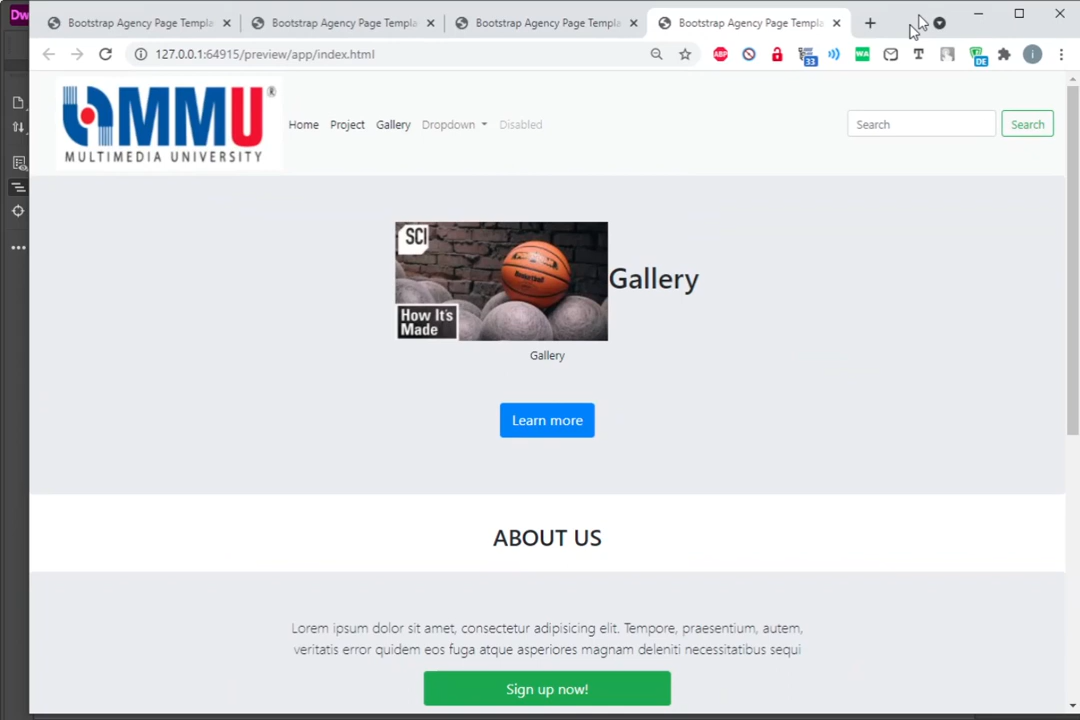 Dw
Bootstrap Agency Page Templa
Bootstrap Agency Page Templa
Bootstrap Agency Page Templa
Bootstrap Agency Page Templa
127.0.0.1:64915/preview/app/index.html
ABP
33
WA
T
DE
i
MMU®
MULTIMEDIA UNIVERSITY
Home
Project
Gallery
Dropdown
Disabled
Search
Search
SCI
How It's
Made
Gallery
Gallery
Learn more
ABOUT US
Lorem ipsum dolor sit amet, consectetur adipisicing elit. Tempore, praesentium, autem,
veritatis error quidem eos fuga atque asperiores magnam deleniti necessitatibus sequi
Sign up now!